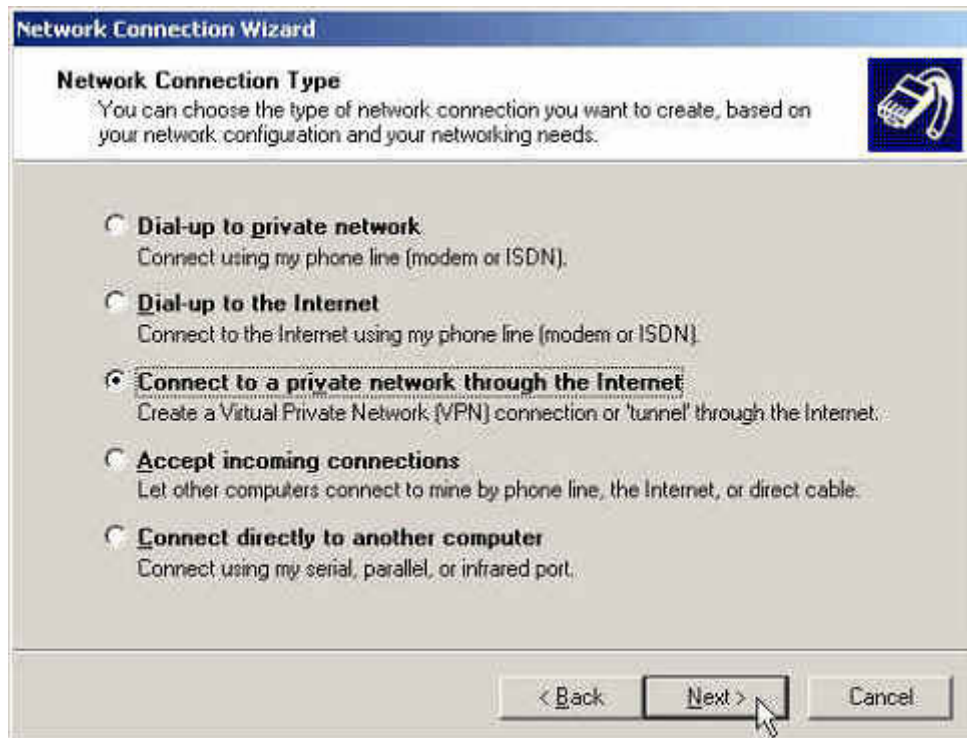 Network Connection Wizard
Network Connection Type
You can choose the type of network connection you want to create, based on
your network configuration and your networking needs.
Dial-up to private network
Connect using my phone line (modem or ISDN).
Dial-up to the Internet
Connect to the Internet using my phone line (modem or ISDN).
Connect to a private network through the Internet
Create a Virtual Private Network (VPN) connection or 'tunnel' through the Internet.
Accept incoming connections
Let other computers connect to mine by phone line, the Internet, or direct cable.
Connect directly to another computer
Connect using my serial, parallel, or infrared port.
< Back Next > Cancel